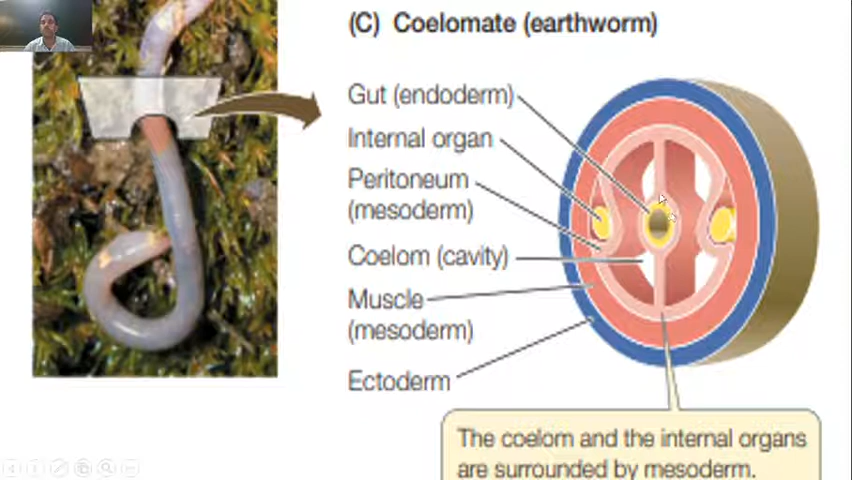 (C) Coelomate (earthworm)
Gut (endoderm)
Internal organ
Peritoneum
(mesoderm)
Coelom (cavity)
Muscle
(mesoderm)
Ectoderm
The coelom and the internal organs
are surrounded by mesoderm.